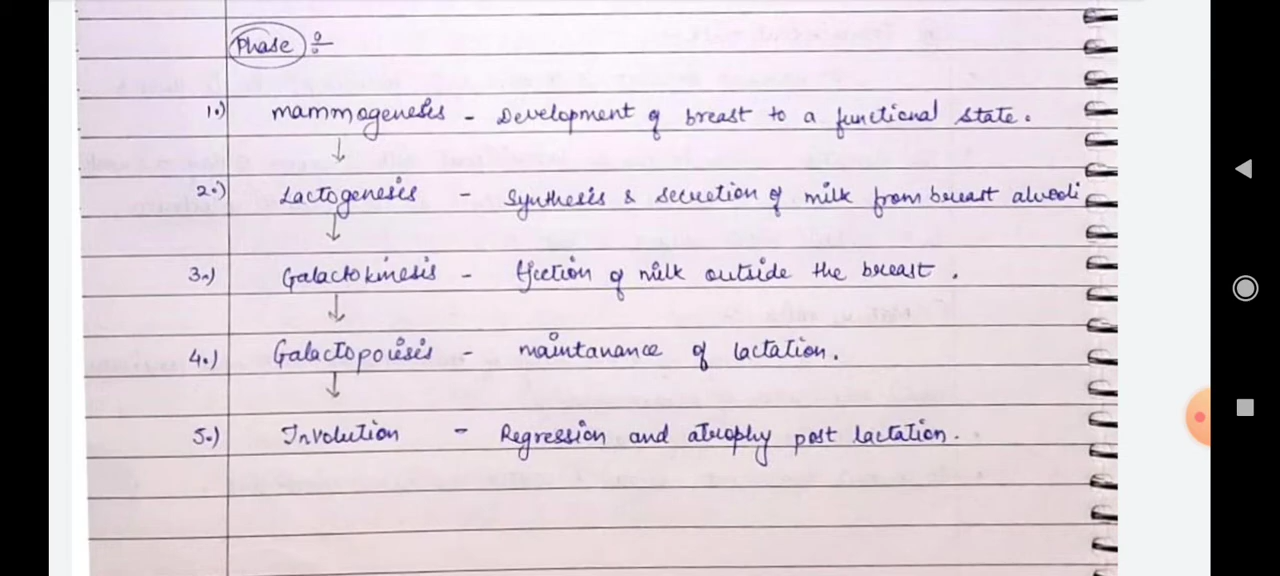 Phase :-
1.) mammogenesis - Development of breast to a functional state.
↓
2.) Lactogenesis - Synthesis & secretion of milk from breast alveoli
↓
3.) Galactokinesis - Ejection of milk outside the breast.
↓
4.) Galactopoiesis - maintanance of lactation.
↓
5.) Involution - Regression and atrophy post lactation.